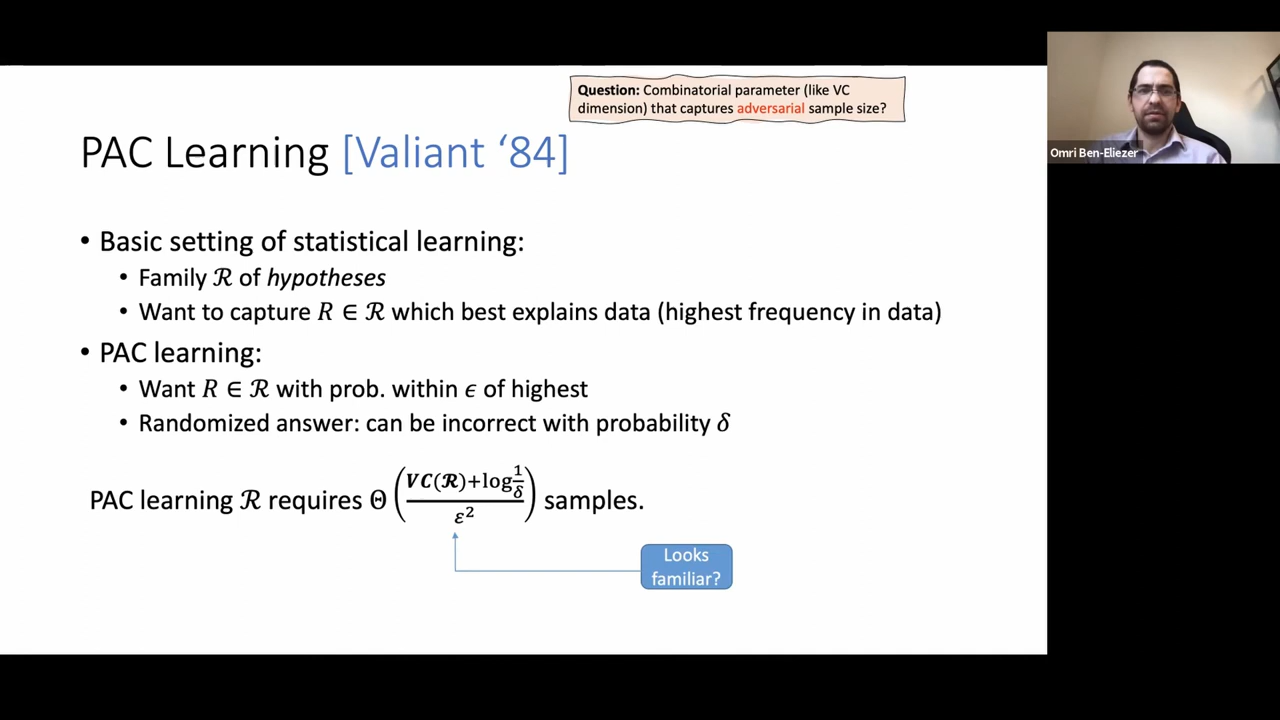 Question: Combinatorial parameter (like VC
dimension) that captures adversarial sample size?
PAC Learning [Valiant ‘84]
• Basic setting of statistical learning:
• Family ℛ of hypotheses
• Want to capture R ∈ ℛ which best explains data (highest frequency in data)
• PAC learning:
• Want R ∈ ℛ with prob. within ϵ of highest
• Randomized answer: can be incorrect with probability δ
PAC learning ℛ requires Θ((VC(ℛ)+log 1/δ)/ε²) samples.
Looks
familiar?
Omri Ben-Eliezer